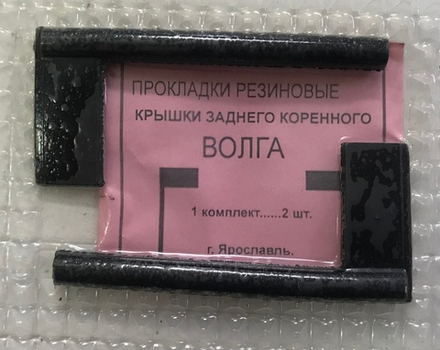 ПРОКЛАДКИ РЕЗИНОВЫЕ
КРЫШКИ ЗАДНЕГО КОРЕННОГО
ВОЛГА
1 комплект......2 шт.
г. Ярославль.